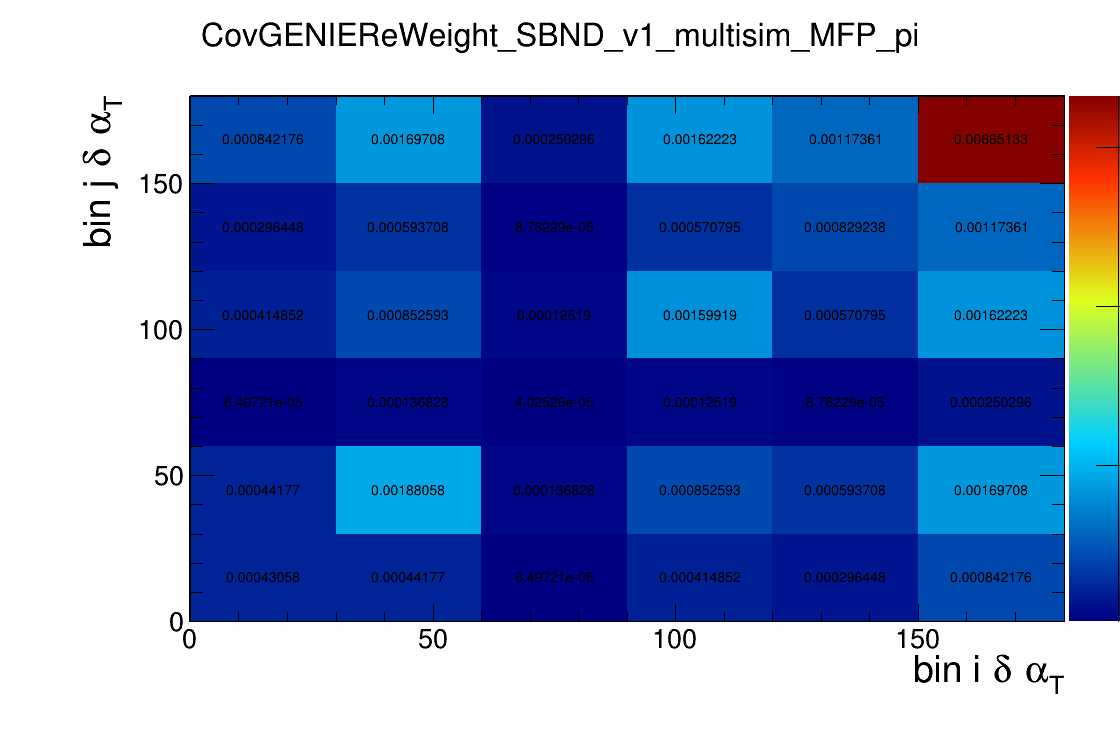 CovGENIEReWeight_SBND_v1_multisim_MFP_pi
bin j δ αT
0.000842176 0.00169708 0.000250296 0.00162223 0.00117361 0.00665133
150
0.000296448 0.000593708 8.78229e-05 0.000570795 0.000829238 0.00117361
100
0.000414852 0.000852593 0.00012519 0.00159919 0.000570795 0.00162223
6.49721e-05 0.000136828 4.02526e-05 0.00012519 8.78229e-05 0.000250296
50
0.00044177 0.00188058 0.000136828 0.000852593 0.000593708 0.00169708
0.00043058 0.00044177 6.49721e-05 0.000414852 0.000296448 0.000842176
0
0 50 100 150
bin i δ αT